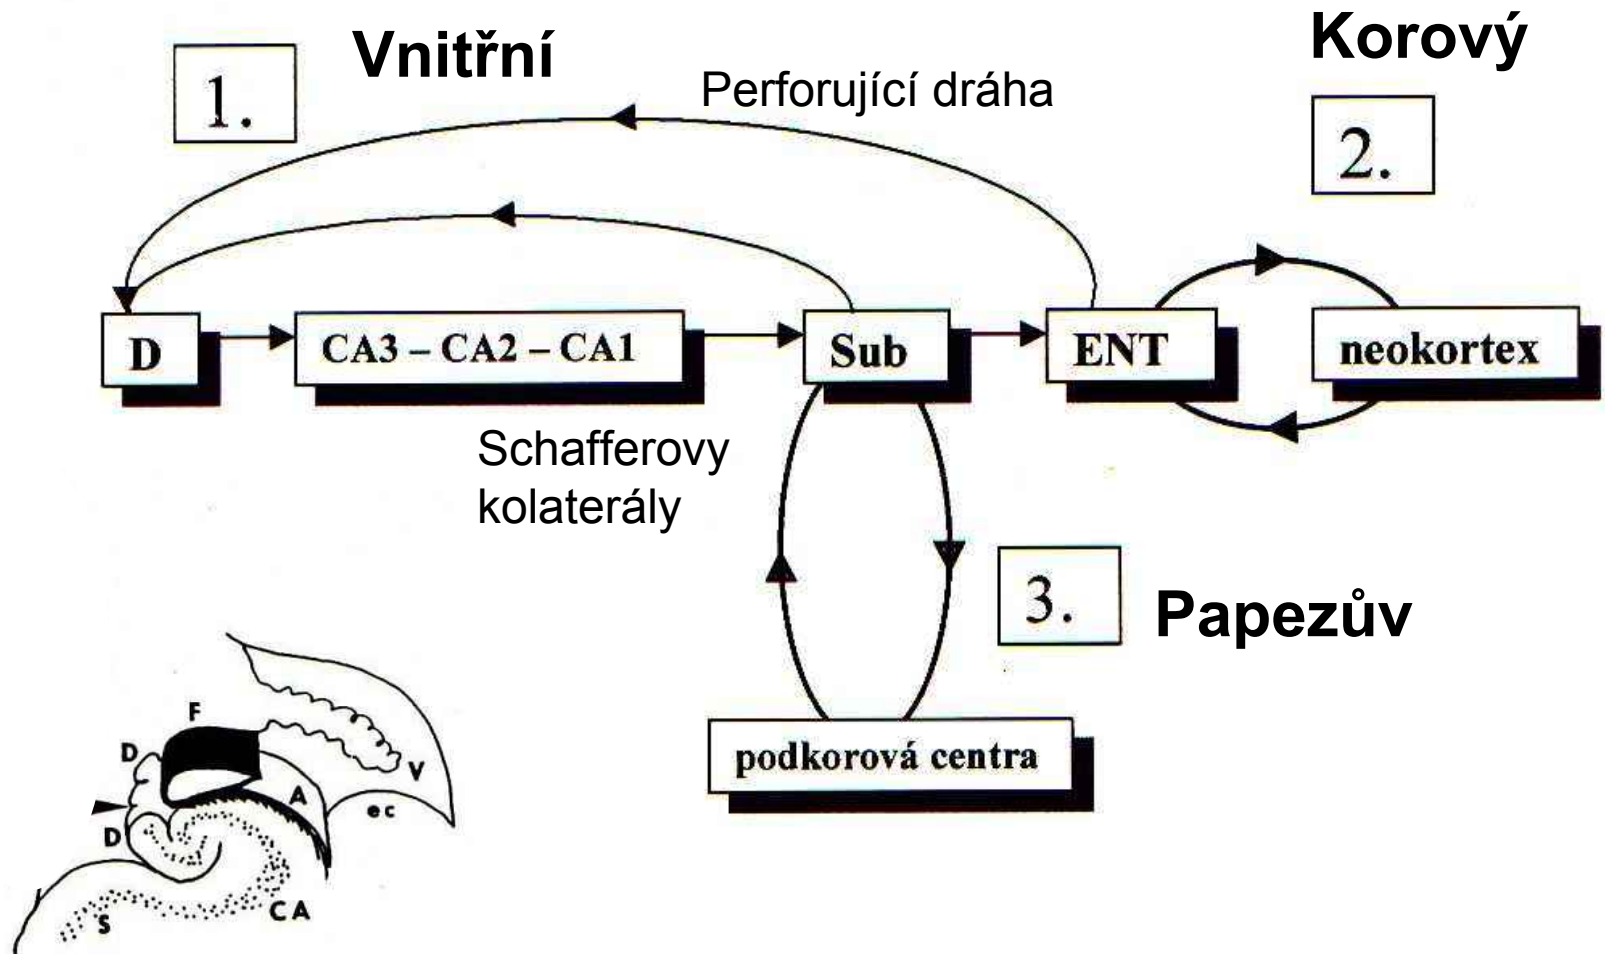 Vnitřní
Korový
1.
Perforující dráha
2.
D
CA3 – CA2 – CA1
Sub
ENT
neokortex
Schafferovy
kolaterály
3.
Papezův
podkorová centra
F
D
V
A
ec
D
CA
S